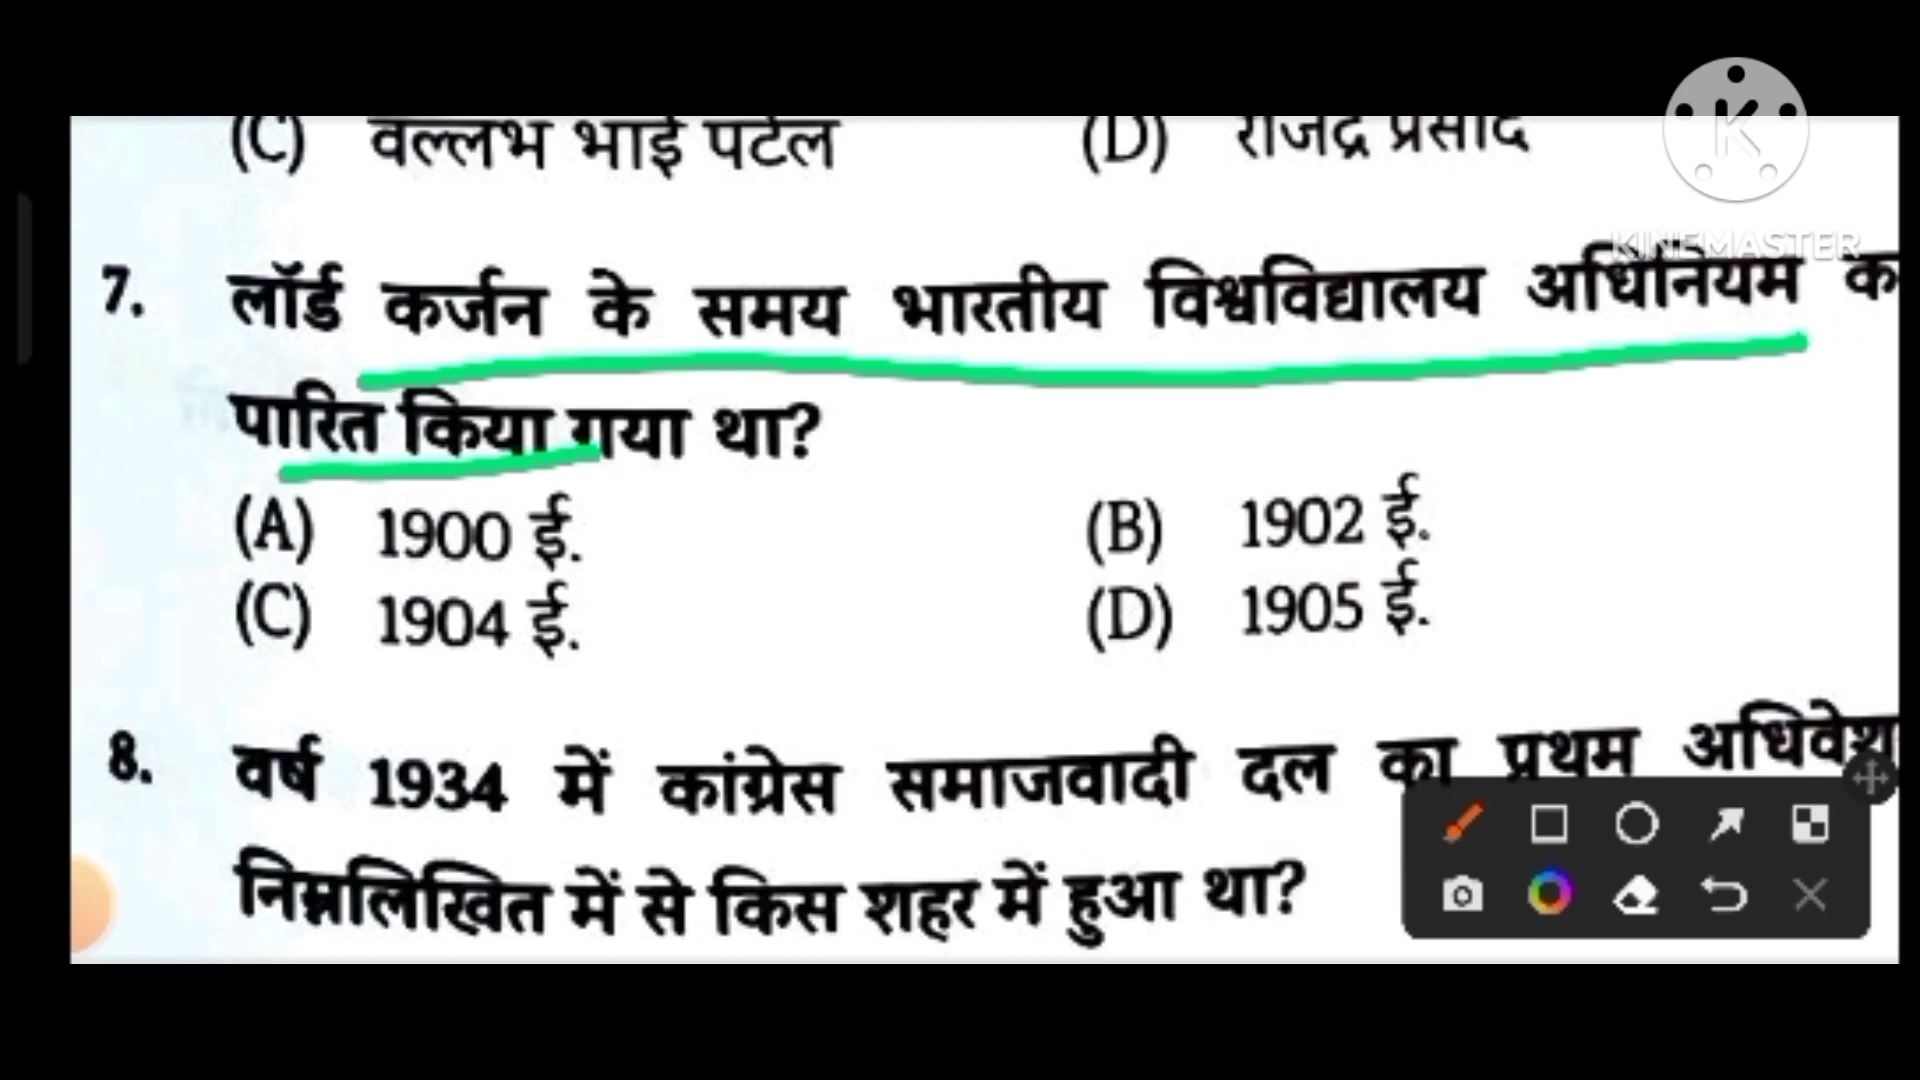 (C) वल्लभ भाई पटेल (D) राजेंद्र प्रसाद
KINEMASTER
7. लॉर्ड कर्जन के समय भारतीय विश्वविद्यालय अधिनियम
पारित किया गया था?
(A) 1900 ई. (B) 1902 ई.
(C) 1904 ई. (D) 1905 ई.
8. वर्ष 1934 में कांग्रेस समाजवादी दल का प्रथम
निम्नलिखित में से किस शहर में हुआ था?